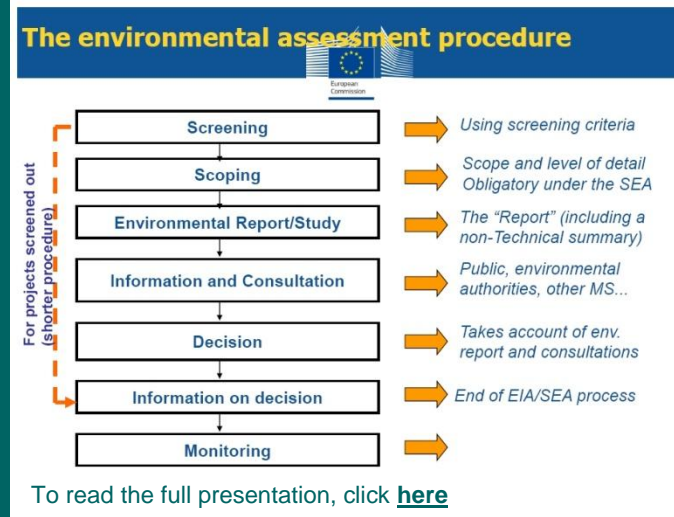 The environmental assessment procedure
European
Commission
For projects screened out
(shorter procedure)
Screening
Using screening criteria
Scoping
Scope and level of detail
Obligatory under the SEA
Environmental Report/Study
The “Report” (including a
non-Technical summary)
Information and Consultation
Public, environmental
authorities, other MS...
Decision
Takes account of env.
report and consultations
Information on decision
End of EIA/SEA process
Monitoring
To read the full presentation, click here